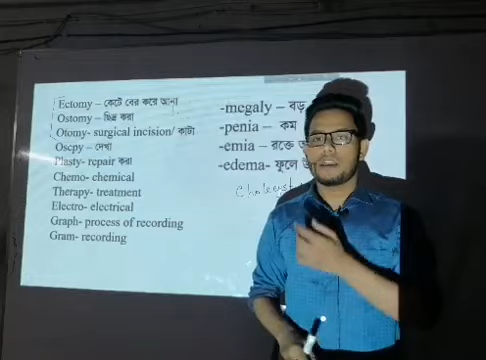 Ectomy – কেটে বের করে আনা
Ostomy – ছিদ্র করা
Otomy- surgical incision/ কাটা
Oscpy – দেখা
Plasty- repair করা
Chemo- chemical
Therapy- treatment
Electro- electrical
Graph- process of recording
Gram- recording
-megaly – বড়
-penia – কম
-emia – রক্তে
-edema- ফুলে